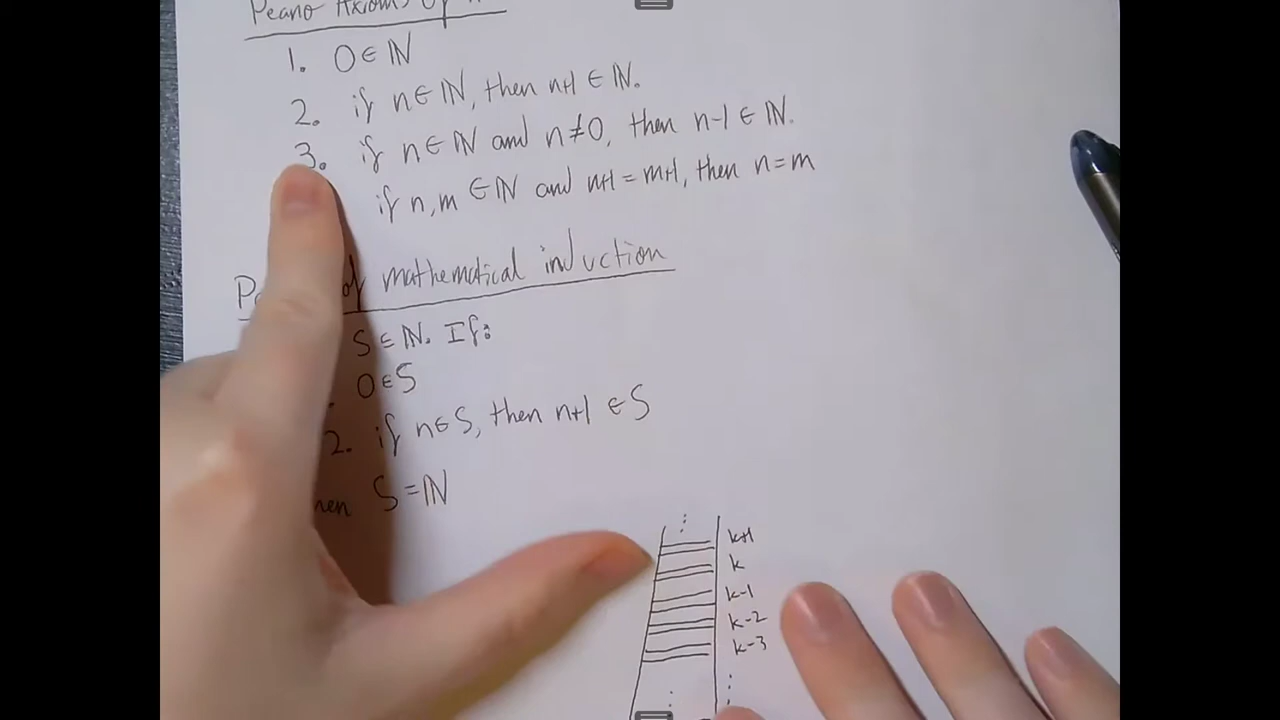 Peano Axioms of
1. 0 ∈ ℕ
2. if n ∈ ℕ, then n+1 ∈ ℕ.
3. if n ∈ ℕ and n ≠ 0, then n-1 ∈ ℕ.
if n, m ∈ ℕ and n+1 = m+1, then n = m
of mathematical induction
S ⊆ ℕ. If:
0 ∈ S
2. if n ∈ S, then n+1 ∈ S
S = ℕ
k+1
k
k-1
k-2
k-3